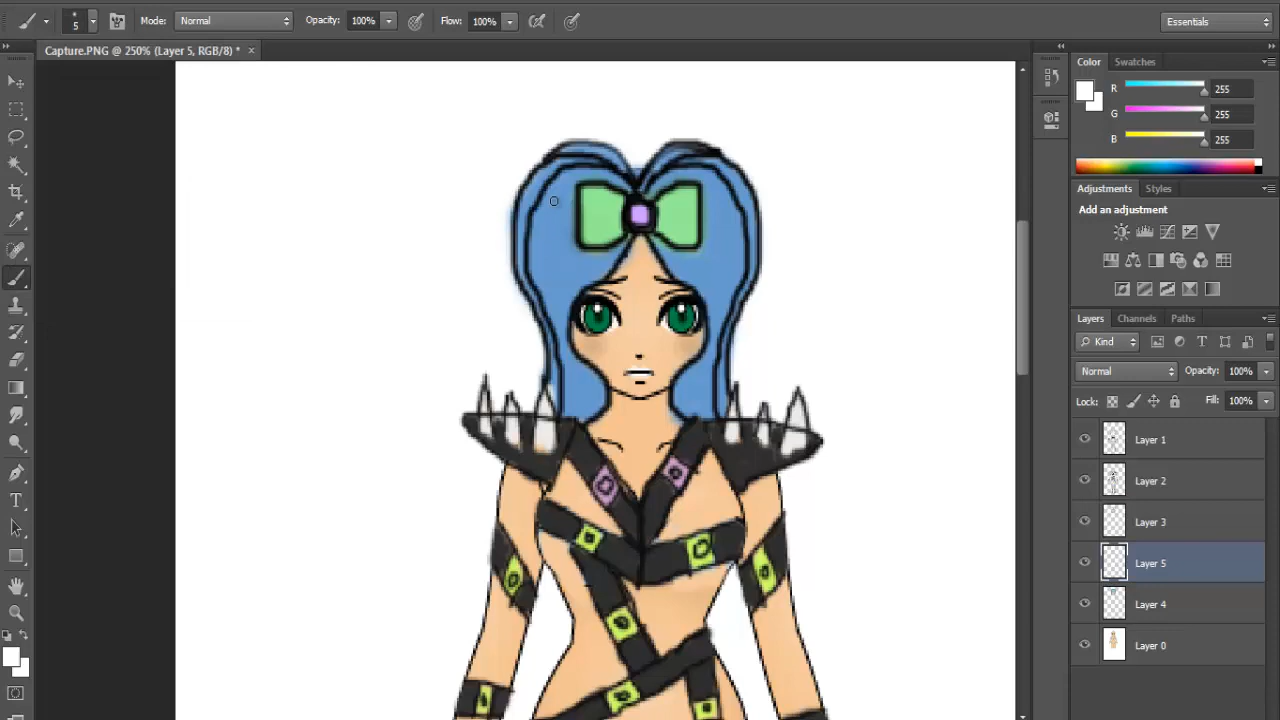 5 Mode: Normal Opacity: 100% Flow: 100% Essentials
Capture.PNG @ 250% (Layer 5, RGB/8) * ×
Color Swatches
R 255
G 255
B 255
Adjustments Styles
Add an adjustment
Layers Channels Paths
Kind
Normal Opacity: 100%
Lock: Fill: 100%
Layer 1
Layer 2
Layer 3
Layer 5
Layer 4
Layer 0